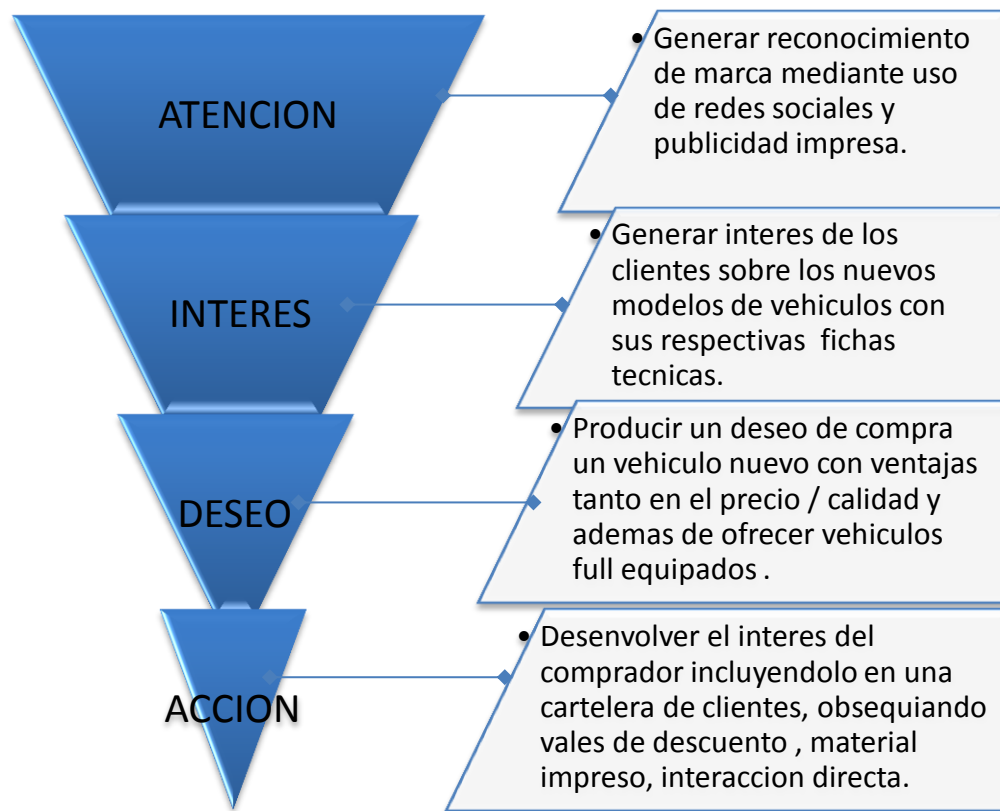 ATENCION
• Generar reconocimiento
de marca mediante uso
de redes sociales y
publicidad impresa.
INTERES
• Generar interes de los
clientes sobre los nuevos
modelos de vehiculos con
sus respectivas fichas
tecnicas.
DESEO
• Producir un deseo de compra
un vehiculo nuevo con ventajas
tanto en el precio / calidad y
ademas de ofrecer vehiculos
full equipados .
ACCION
• Desenvolver el interes del
comprador incluyendolo en una
cartelera de clientes, obsequiando
vales de descuento , material
impreso, interaccion directa.